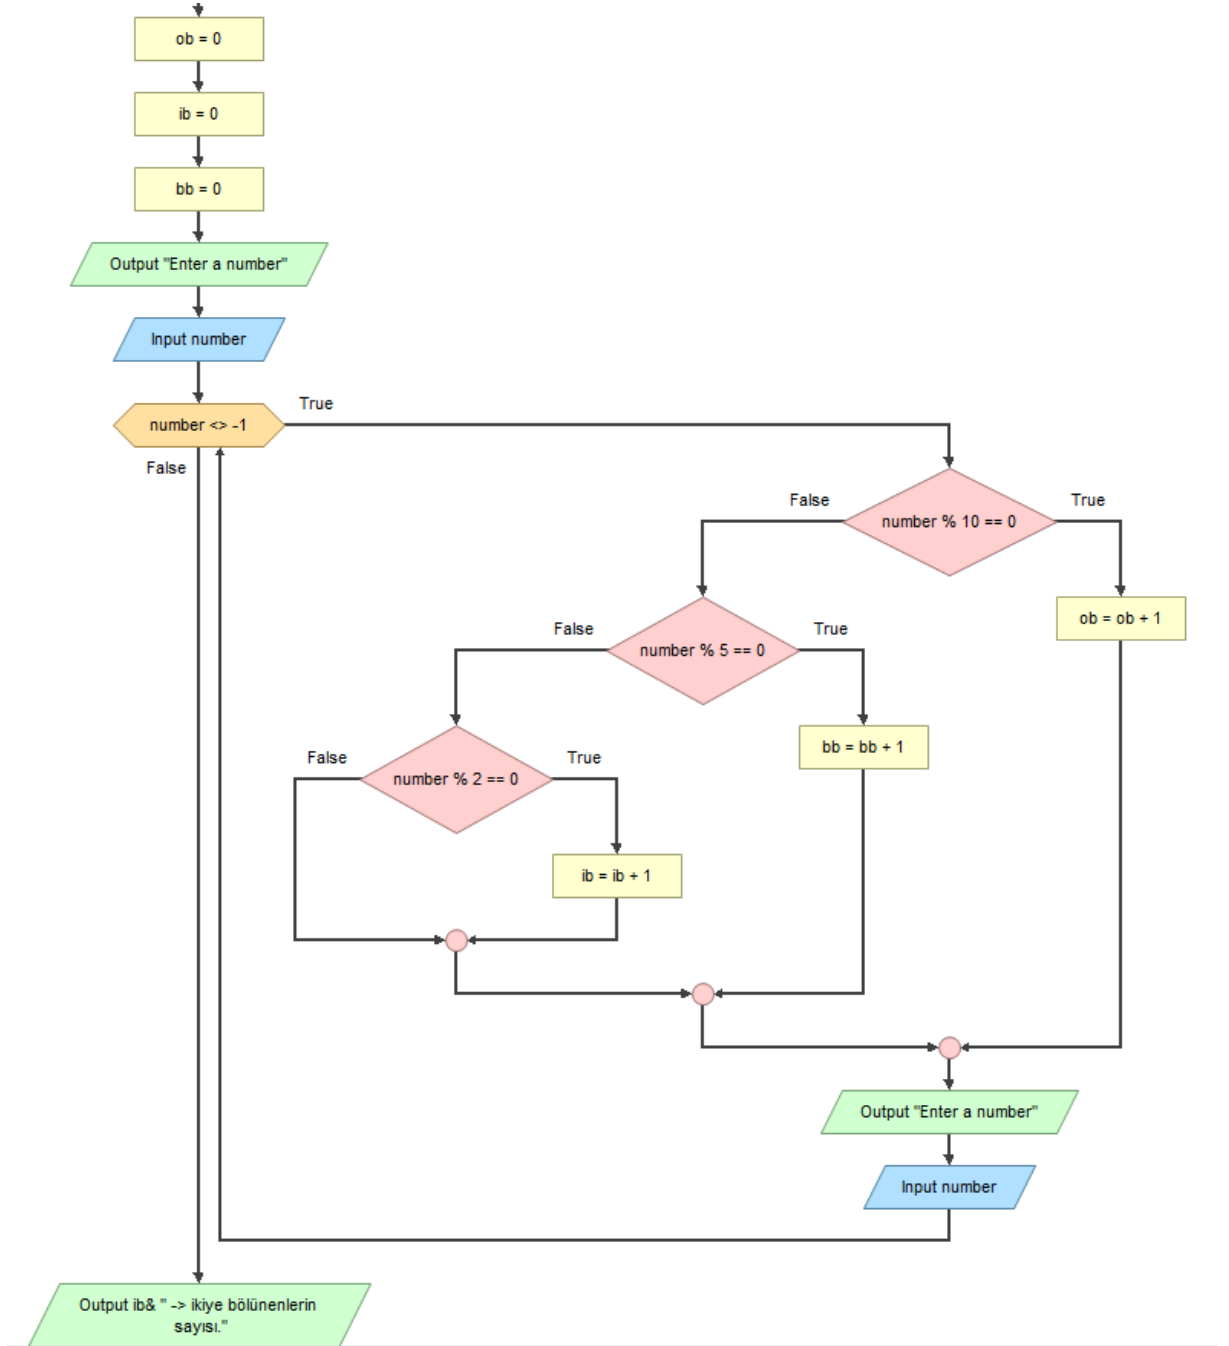 ob = 0
ib = 0
bb = 0
Output "Enter a number"
Input number
number <> -1
True
False
number % 10 == 0
False
True
ob = ob + 1
number % 5 == 0
False
True
bb = bb + 1
number % 2 == 0
False
True
ib = ib + 1
Output "Enter a number"
Input number
Output ib& " -> ikiye bölünenlerin
sayısı."